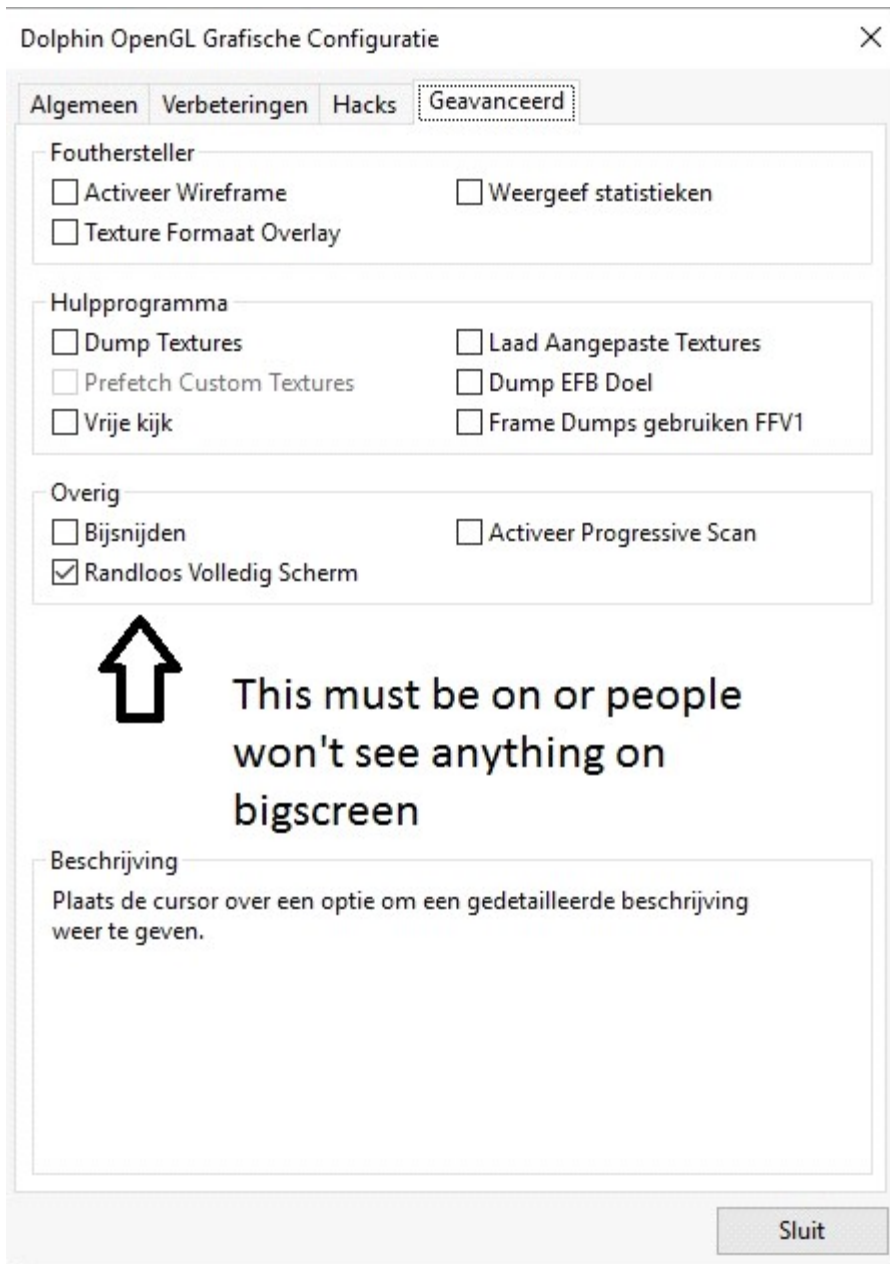 Dolphin OpenGL Grafische Configuratie
Algemeen Verbeteringen Hacks Geavanceerd
Fouthersteller
Activeer Wireframe Weergeef statistieken
Texture Formaat Overlay
Hulpprogramma
Dump Textures Laad Aangepaste Textures
Prefetch Custom Textures Dump EFB Doel
Vrije kijk Frame Dumps gebruiken FFV1
Overig
Bijsnijden Activeer Progressive Scan
Randloos Volledig Scherm
This must be on or people
won't see anything on
bigscreen
Beschrijving
Plaats de cursor over een optie om een gedetailleerde beschrijving
weer te geven.
Sluit